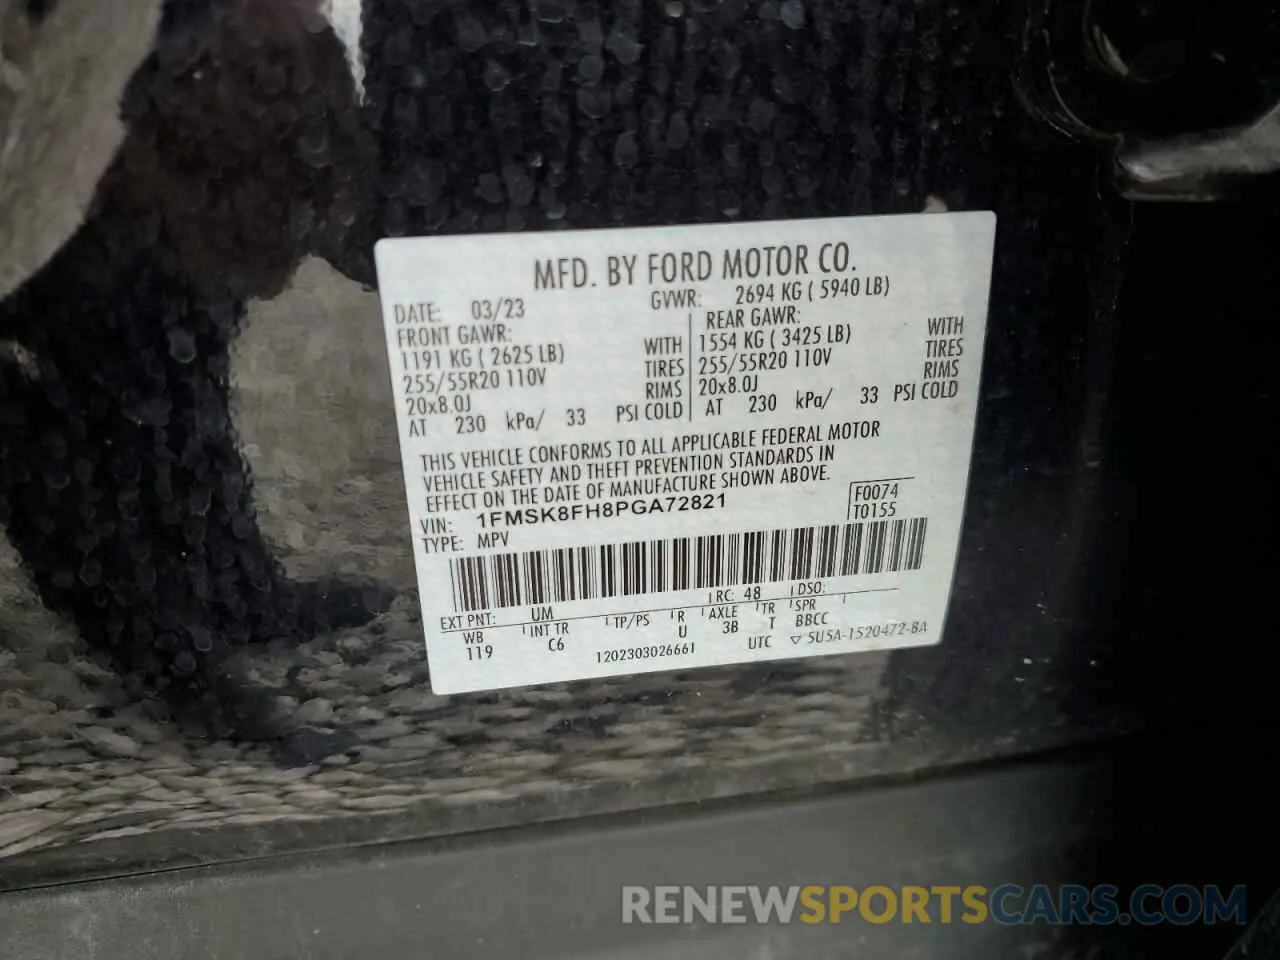 MFD. BY FORD MOTOR CO.
DATE: 03/23 GVWR: 2694 KG ( 5940 LB)
FRONT GAWR: REAR GAWR:
1191 KG ( 2625 LB) WITH 1554 KG ( 3425 LB) WITH
255/55R20 110V TIRES 255/55R20 110V TIRES
20x8.0J RIMS 20x8.0J RIMS
AT 230 kPa/ 33 PSI COLD AT 230 kPa/ 33 PSI COLD
THIS VEHICLE CONFORMS TO ALL APPLICABLE FEDERAL MOTOR
VEHICLE SAFETY AND THEFT PREVENTION STANDARDS IN
EFFECT ON THE DATE OF MANUFACTURE SHOWN ABOVE.
VIN: 1FMSK8FH8PGA72821 F0074
TYPE: MPV T0155
EXT PNT: UM RC: 48 DSO:
WB INT TR TP/PS R AXLE TR SPR
119 C6 U 3B T BBCC
1202303026661 UTC ▽ 5U5A-1520472-BA
RENEWSPORTSCARS.COM